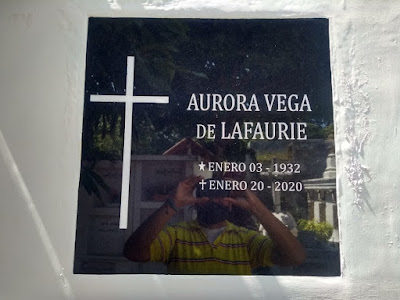 AURORA VEGA
DE LAFAURIE
★ENERO 03 - 1932
✝ENERO 20 - 2020